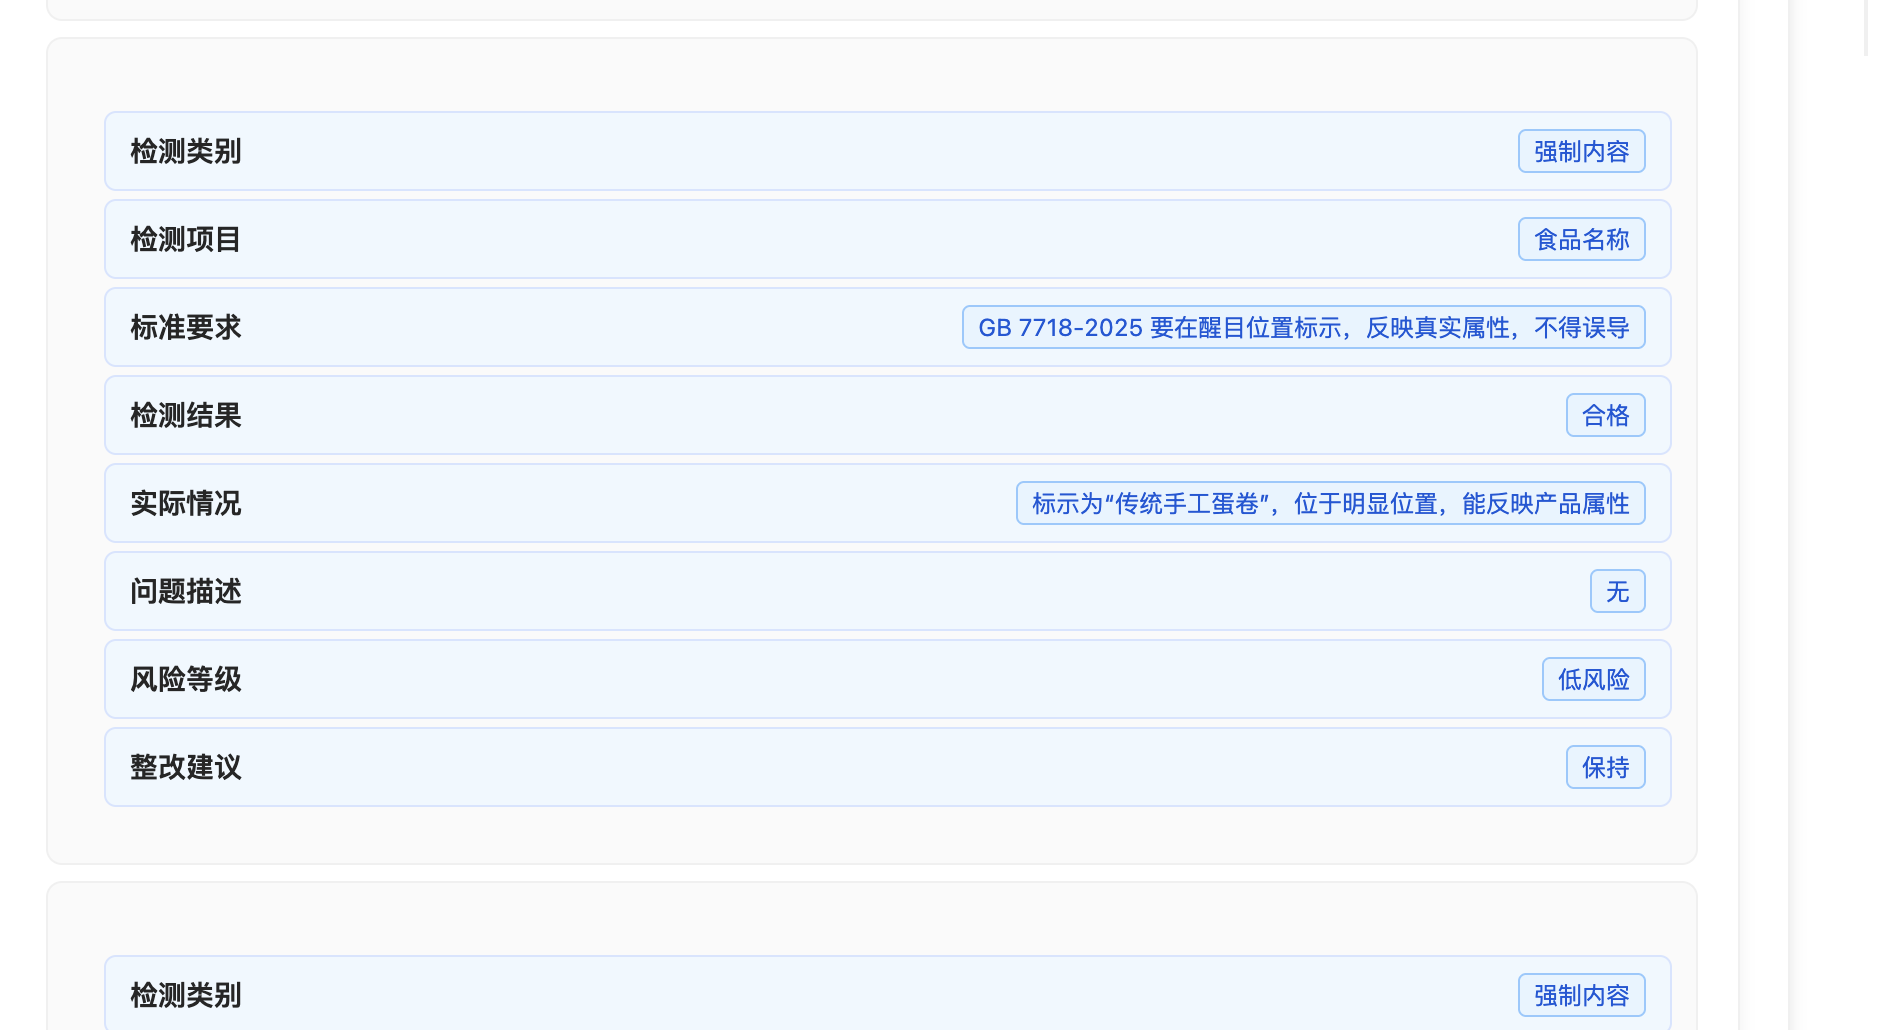 检测类别 强制内容
检测项目 食品名称
标准要求 GB 7718-2025 要在醒目位置标示，反映真实属性，不得误导
检测结果 合格
实际情况 标示为“传统手工蛋卷”，位于明显位置，能反映产品属性
问题描述 无
风险等级 低风险
整改建议 保持
检测类别 强制内容